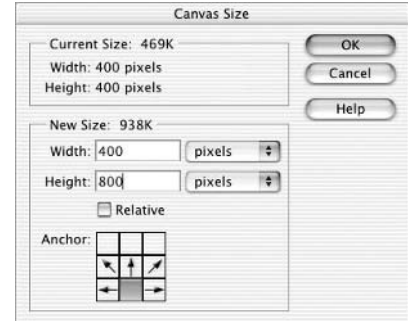 Canvas Size
Current Size: 469K
Width: 400 pixels
Height: 400 pixels
OK
Cancel
Help
New Size: 938K
Width: 400 pixels
Height: 800 pixels
Relative
Anchor: